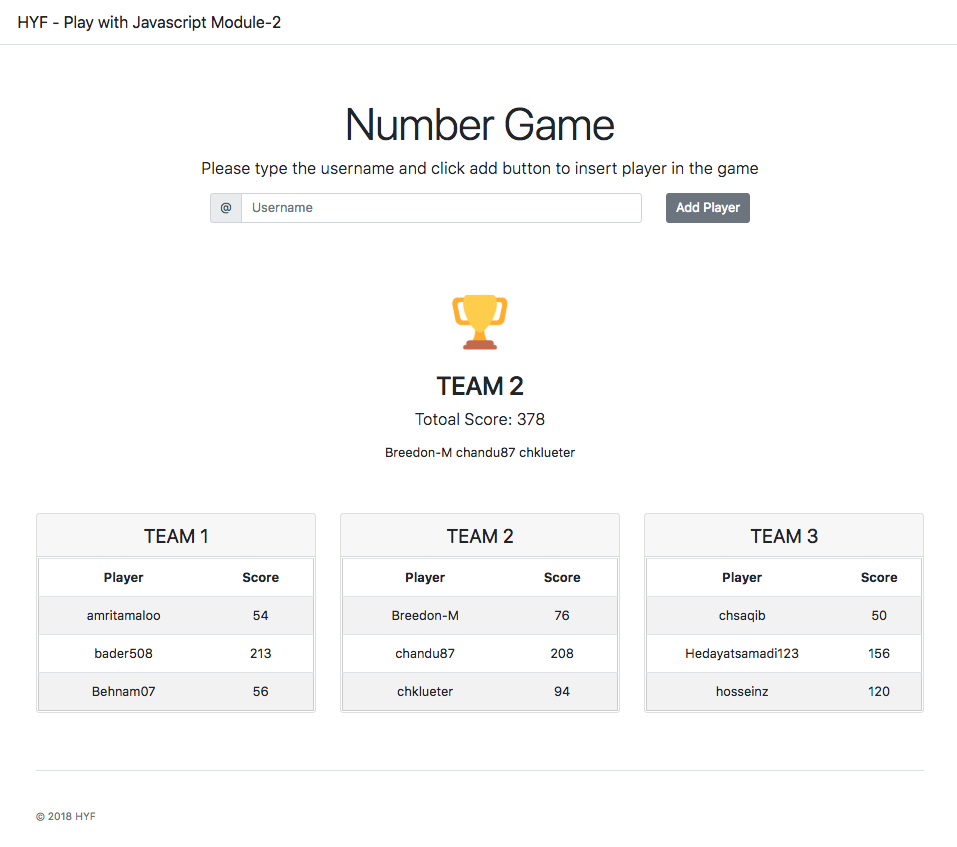 HYF - Play with Javascript Module-2
Number Game
Please type the username and click add button to insert player in the game
@ Username Add Player
TEAM 2
Totoal Score: 378
Breedon-M chandu87 chklueter
TEAM 1
Player Score
amritamaloo 54
bader508 213
Behnam07 56
TEAM 2
Player Score
Breedon-M 76
chandu87 208
chklueter 94
TEAM 3
Player Score
chsaqib 50
Hedayatsamadi123 156
hosseinz 120
© 2018 HYF